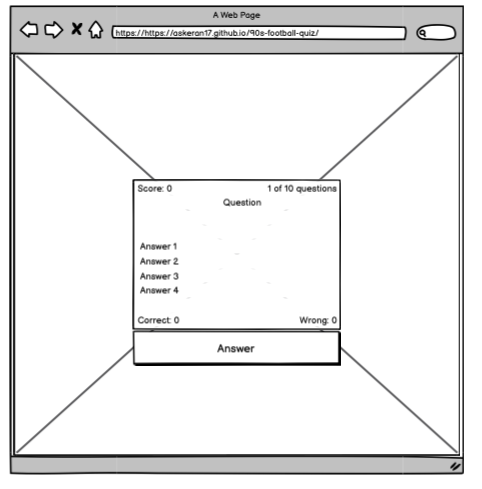 A Web Page
https://https://askeran17.github.io/90s-football-quiz/
Score: 0 1 of 10 questions
Question
Answer 1
Answer 2
Answer 3
Answer 4
Correct: 0 Wrong: 0
Answer